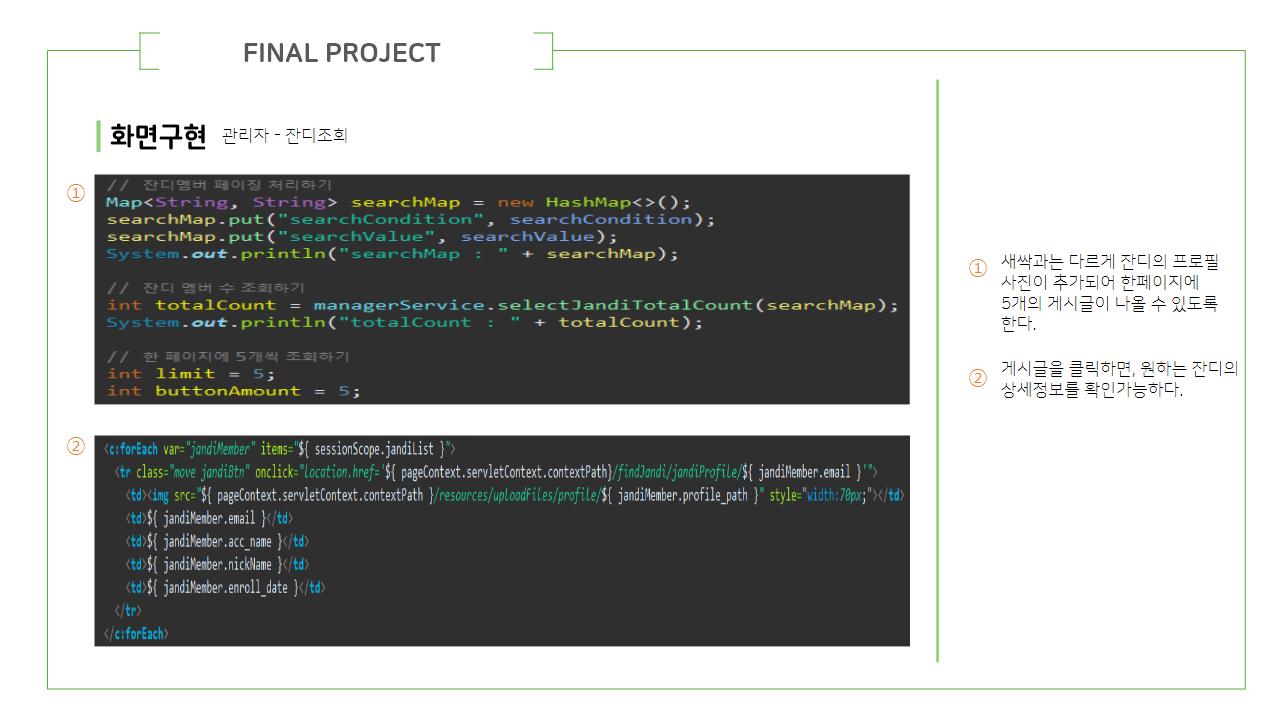 FINAL PROJECT
화면구현 관리자 - 잔디조회
①
// 잔디멤버 페이징 처리하기
Map<String, String> searchMap = new HashMap<>();
searchMap.put("searchCondition", searchCondition);
searchMap.put("searchValue", searchValue);
System.out.println("searchMap : " + searchMap);
// 잔디 멤버 수 조회하기
int totalCount = managerService.selectJandiTotalCount(searchMap);
System.out.println("totalCount : " + totalCount);
// 한 페이지에 5개씩 조회하기
int limit = 5;
int buttonAmount = 5;
②
<c:forEach var="jandiMember" items="${ sessionScope.jandiList }">
<tr class="move jandiBtn" onclick="location.href='${ pageContext.servletContext.contextPath}/findJandi/jandiProfile/${ jandiMember.email }'">
<td><img src="${ pageContext.servletContext.contextPath }/resources/uploadFiles/profile/${ jandiMember.profile_path }" style="width:70px;"></td>
<td>${ jandiMember.email }</td>
<td>${ jandiMember.acc_name }</td>
<td>${ jandiMember.nickName }</td>
<td>${ jandiMember.enroll_date }</td>
</tr>
</c:forEach>
① 새싹과는 다르게 잔디의 프로필
사진이 추가되어 한페이지에
5개의 게시글이 나올 수 있도록
한다.
② 게시글을 클릭하면, 원하는 잔디의
상세정보를 확인가능하다.